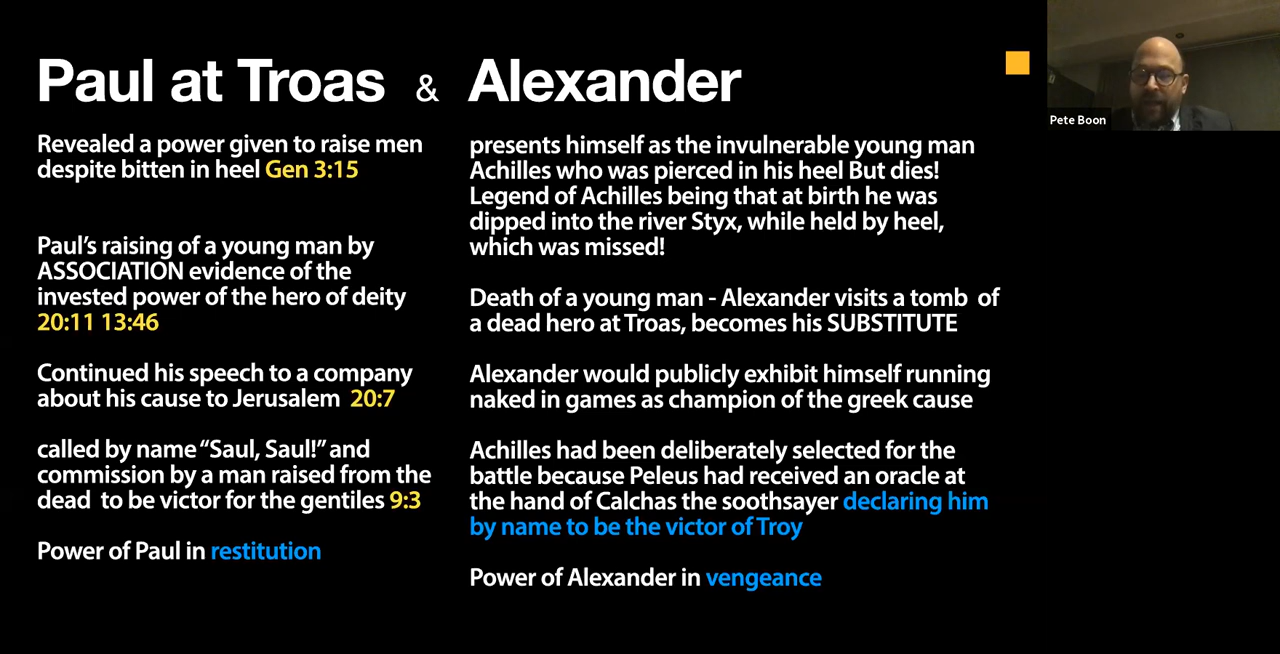 Paul at Troas & Alexander
Revealed a power given to raise men
despite bitten in heel Gen 3:15
Paul's raising of a young man by
ASSOCIATION evidence of the
invested power of the hero of deity
20:11 13:46
Continued his speech to a company
about his cause to Jerusalem 20:7
called by name “Saul, Saul!” and
commission by a man raised from the
dead to be victor for the gentiles 9:3
Power of Paul in restitution
presents himself as the invulnerable young man
Achilles who was pierced in his heel But dies!
Legend of Achilles being that at birth he was
dipped into the river Styx, while held by heel,
which was missed!
Death of a young man - Alexander visits a tomb of
a dead hero at Troas, becomes his SUBSTITUTE
Alexander would publicly exhibit himself running
naked in games as champion of the greek cause
Achilles had been deliberately selected for the
battle because Peleus had received an oracle at
the hand of Calchas the soothsayer declaring him
by name to be the victor of Troy
Power of Alexander in vengeance
Pete Boon